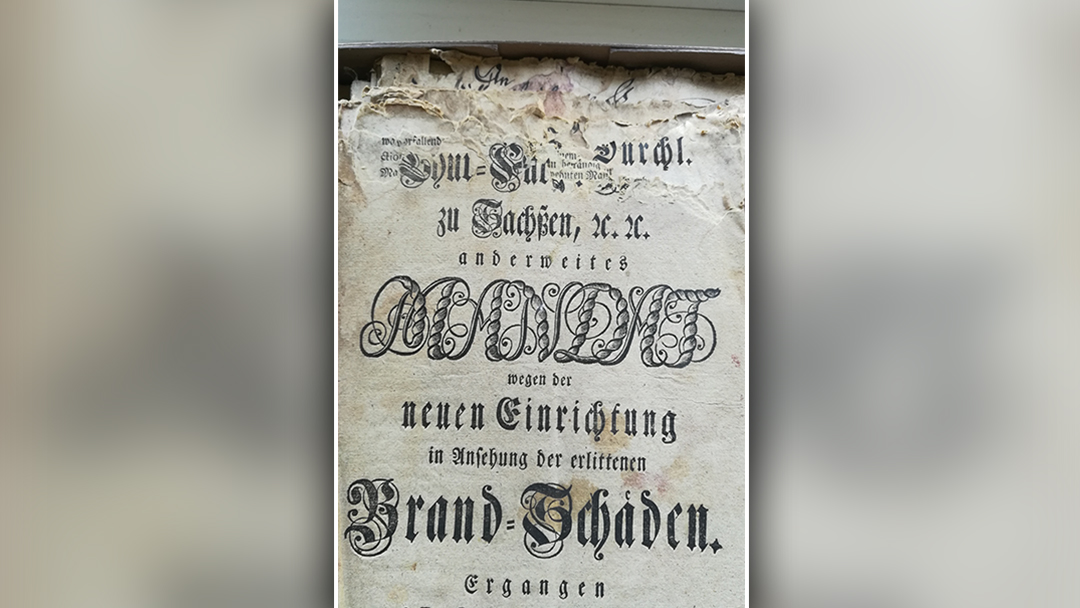 Durchl.
zu Sachßen, ꝛc. ꝛc.
anderweites
MANDAT
wegen der
neuen Einrichtung
in Ansehung der erlittenen
Brand-Schäden.
Ergangen